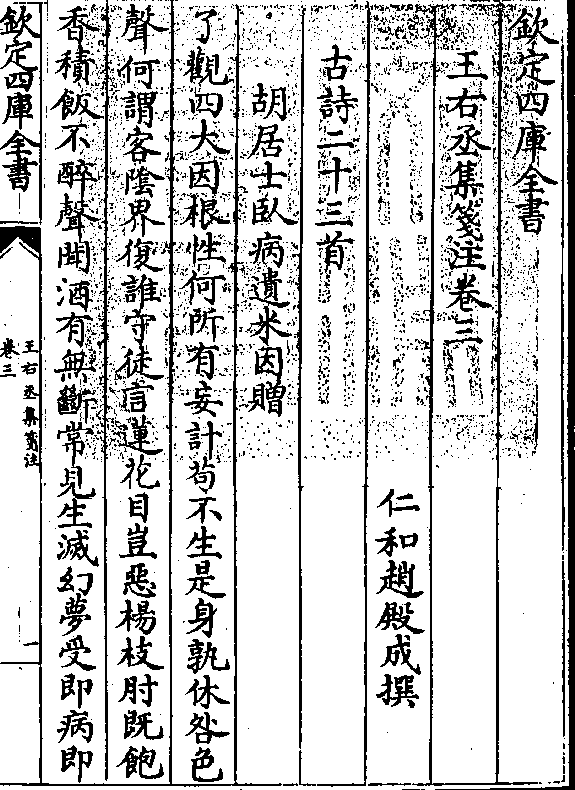 欽定四庫全書
王右丞集箋注卷三
仁和趙殿成撰
古詩二十三首
胡居士臥病遺米因贈
了觀四大因根性何所有妄計茍不生是身孰休咎色
聲何謂客陰界復誰守徒言蓮花目豈惡楊枝肘既飽
香積飯不醉聲聞酒有無斷常見生滅幻夢受即病即
欽定四庫全書
王右丞集箋注
卷三
一